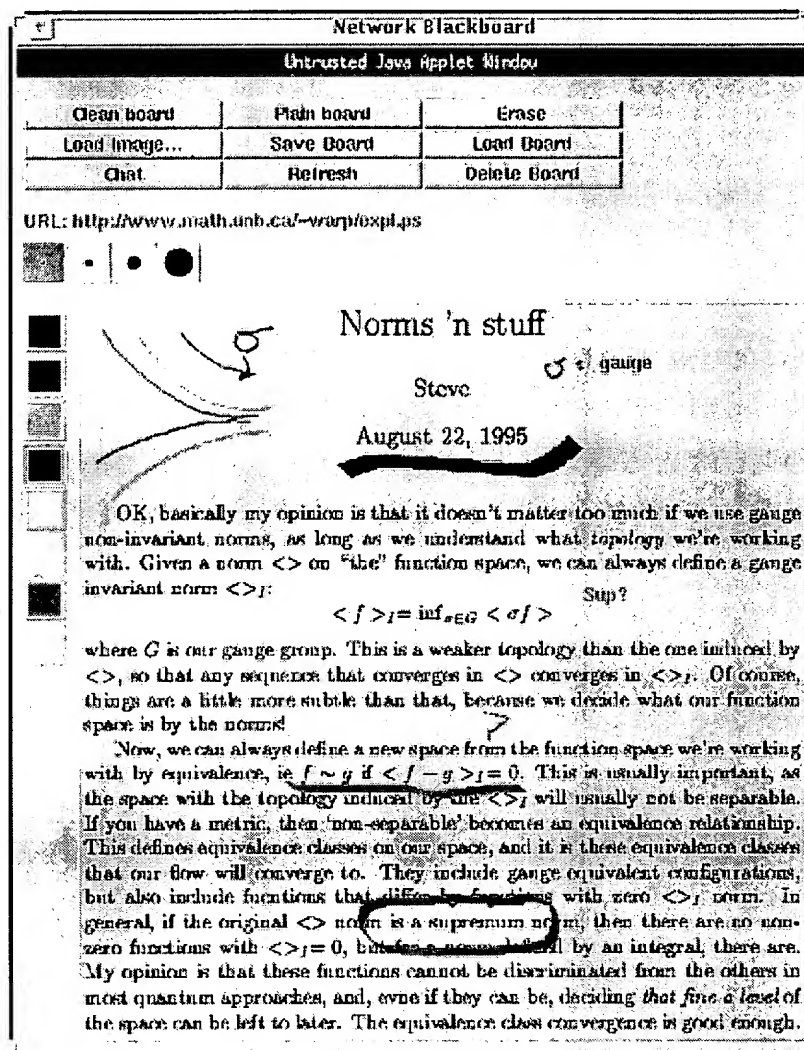 Network Blackboard
Untrusted Java Applet Window
Clean board Plain board Erase
Load Image... Save Board Load Board
Chat Refresh Delete Board
URL: http://www.math.unb.ca/~warp/expl.ps
σ
Norms 'n stuff
σ ∈ gauge
Steve
August 22, 1995
OK, basically my opinion is that it doesn't matter too much if we use gauge
non-invariant norms, as long as we understand what topology we're working
with. Given a norm <> on "the" function space, we can always define a gauge
invariant norm <>I:
Sup?
< f >I= inf σ∈G < σf >
where G is our gauge group. This is a weaker topology than the one induced by
<>, so that any sequence that converges in <> converges in <>I. Of course,
things are a little more subtle than that, because we decide what our function
space is by the norms!
?
Now, we can always define a new space from the function space we're working
with by equivalence, ie f ~ g if < f − g >I= 0. This is usually important, as
the space with the topology induced by the <>I will usually not be separable.
If you have a metric, then 'non-separable' becomes an equivalence relationship.
This defines equivalence classes on our space, and it is these equivalence classes
that our flow will converge to. They include gauge equivalent configurations,
but also include functions that differ by functions with zero <>I norm. In
general, if the original <> norm is a supremum norm, then there are no non-
zero functions with <>I= 0, but for a norm defined by an integral, there are.
My opinion is that these functions cannot be discriminated from the others in
most quantum approaches, and, evne if they can be, deciding that fine a level of
the space can be left to later. The equivalence class convergence is good enough.